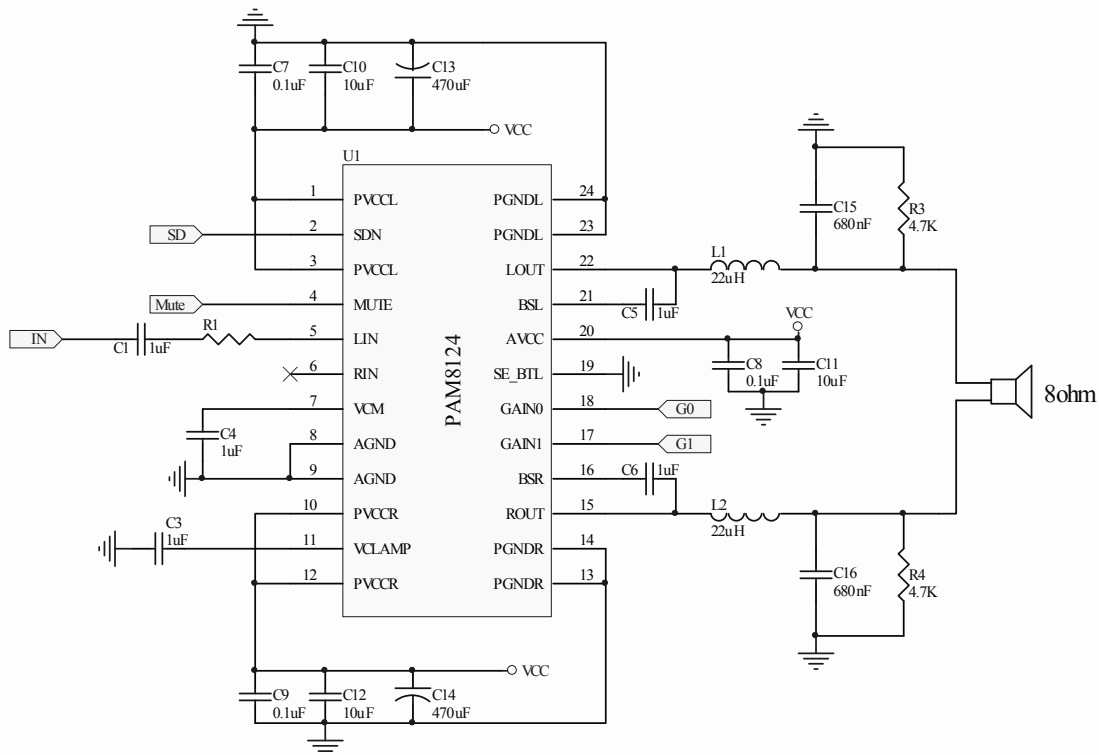 C7
0.1uF
C10
10uF
C13
470uF
VCC
U1
1
PVCCL
PGNDL
24
SD
2
SDN
PGNDL
23
3
PVCCL
LOUT
22
Mute
4
MUTE
BSL
21
IN
C1
1uF
R1
5
LIN
AVCC
20
6
RIN
SE_BTL
19
7
VCM
GAIN0
18
G0
C4
1uF
8
AGND
GAIN1
17
G1
9
AGND
BSR
16
10
PVCCR
ROUT
15
C3
1uF
11
VCLAMP
PGNDR
14
12
PVCCR
PGNDR
13
PAM8124
C5
1uF
L1
22uH
C15
680nF
R3
4.7K
VCC
C8
0.1uF
C11
10uF
8ohm
C6
1uF
L2
22uH
C16
680nF
R4
4.7K
VCC
C9
0.1uF
C12
10uF
C14
470uF